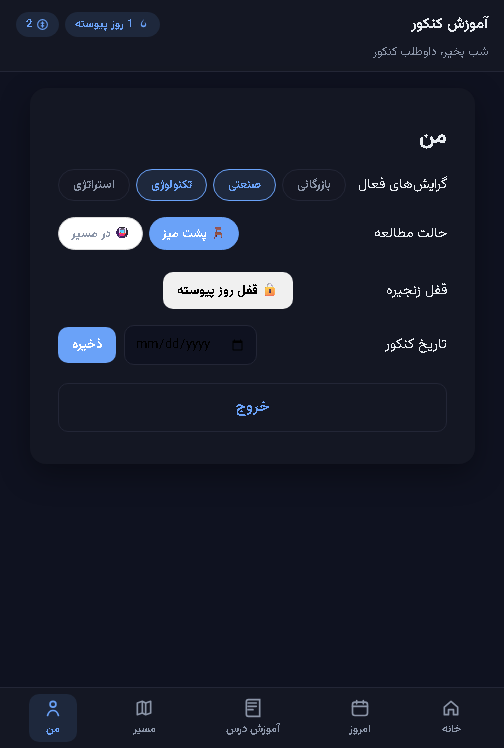 آموزش کنکور
1 روز پیوسته
2
شب بخیر، داوطلب کنکور
من
گرایش‌های فعال
بازرگانی
صنعتی
تکنولوژی
استراتژی
حالت مطالعه
پشت میز
در مسیر
قفل زنجیره
قفل روز پیوسته
تاریخ کنکور
mm/dd/yyyy
ذخیره
خروج
خانه
امروز
آموزش درس
مسیر
من